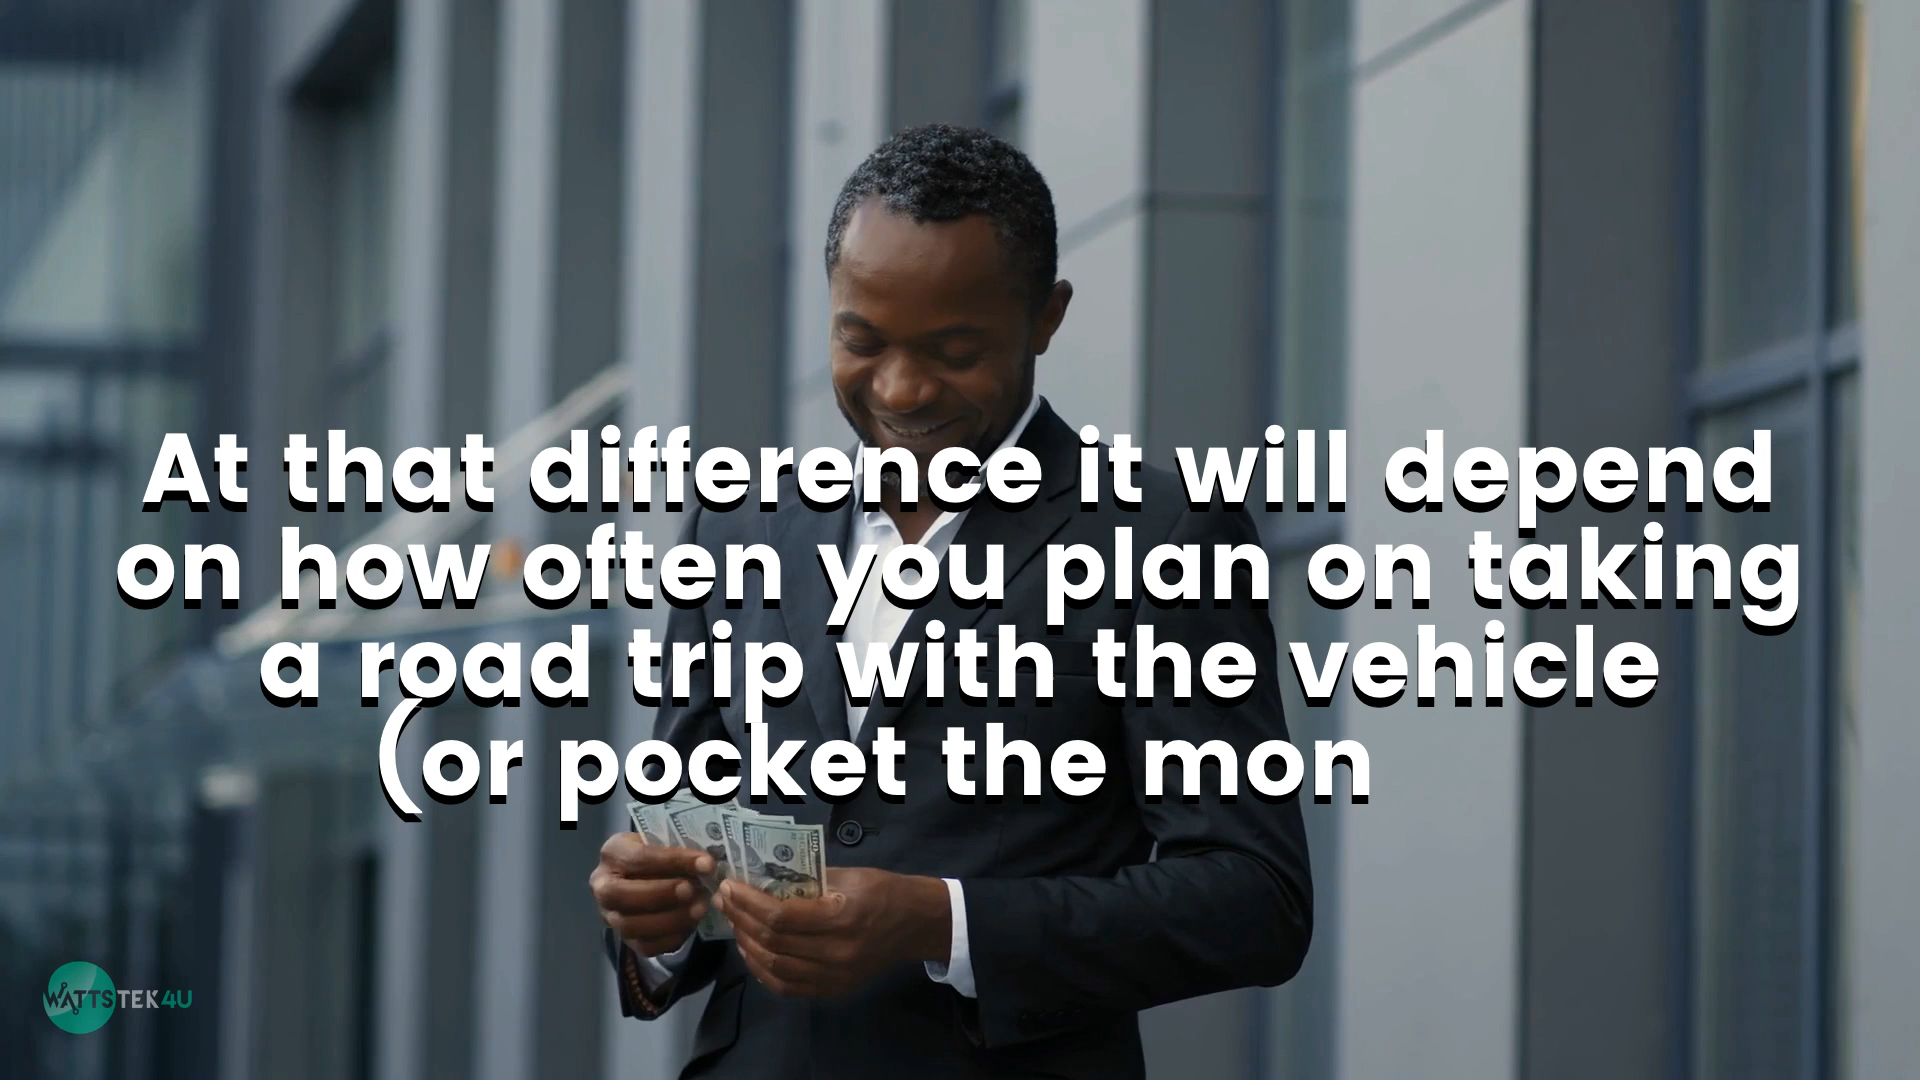 At that difference it will depend
on how often you plan on taking
a road trip with the vehicle
(or pocket the mon
WATTSTEK4U